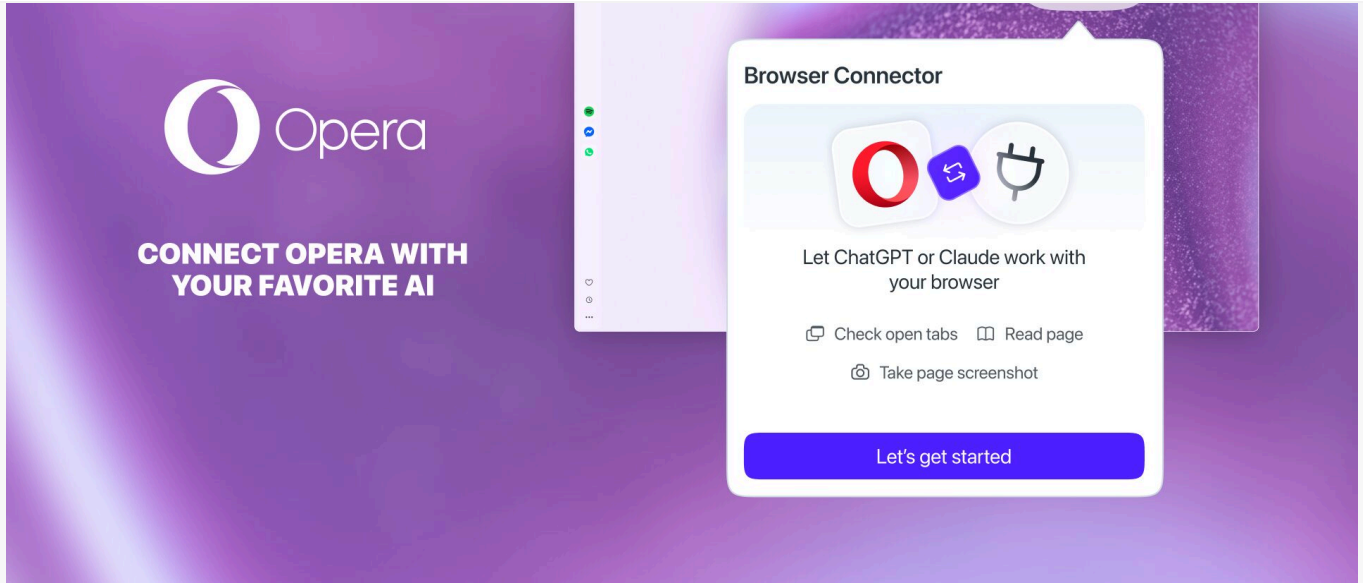 Opera
CONNECT OPERA WITH
YOUR FAVORITE AI
Browser Connector
Let ChatGPT or Claude work with
your browser
Check open tabs
Read page
Take page screenshot
Let's get started